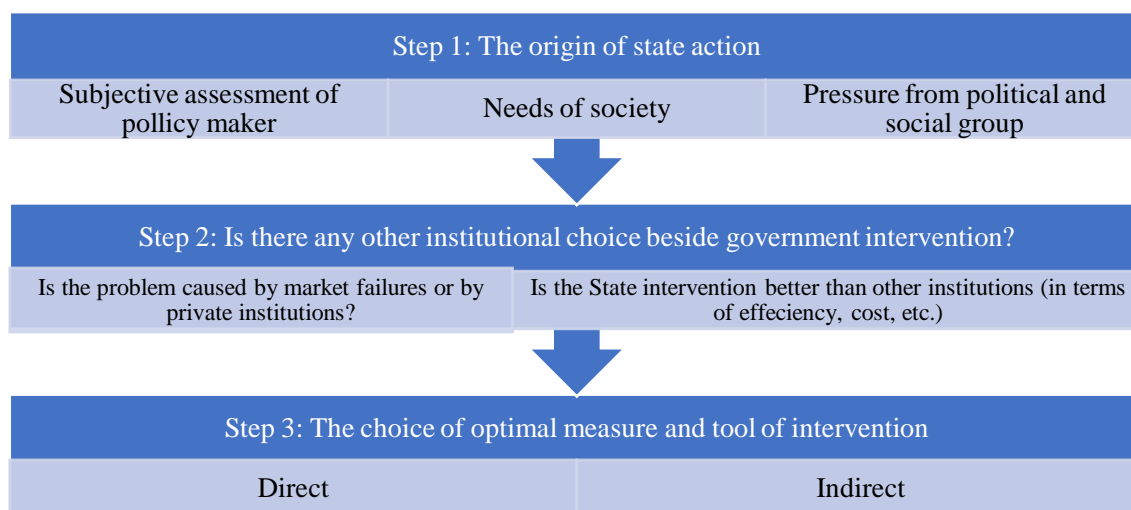 Step 1: The origin of state action
Subjective assessment of
pollicy maker
Needs of society
Pressure from political and
social group
Step 2: Is there any other institutional choice beside government intervention?
Is the problem caused by market failures or by
private institutions?
Is the State intervention better than other institutions (in terms
of effeciency, cost, etc.)
Step 3: The choice of optimal measure and tool of intervention
Direct
Indirect